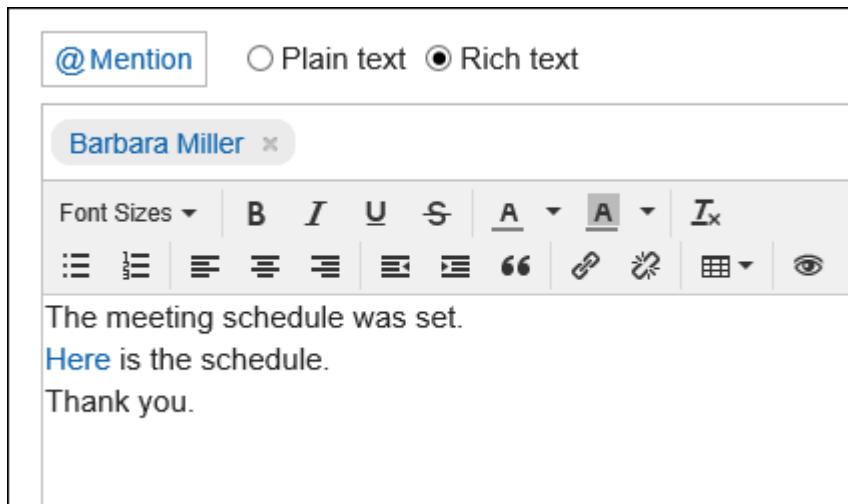 @Mention Plain text Rich text
Barbara Miller ×
Font Sizes B I U S A A Tx
The meeting schedule was set.
Here is the schedule.
Thank you.